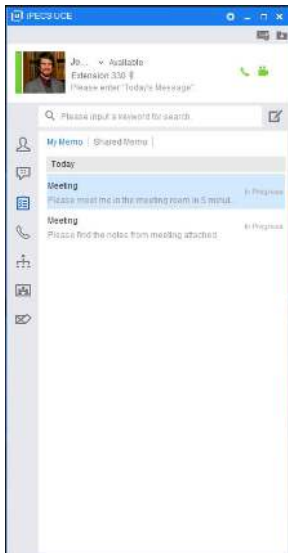 iPECS UCE
Jo... Available
Extension 330
Please enter "Today's Message".
Please input a keyword for search.
My Memo | Shared Memo |
Today
Meeting
In Progress
Please meet me in the meeting room in 5 minut...
Meeting
In Progress
Please find the notes from meeting attached